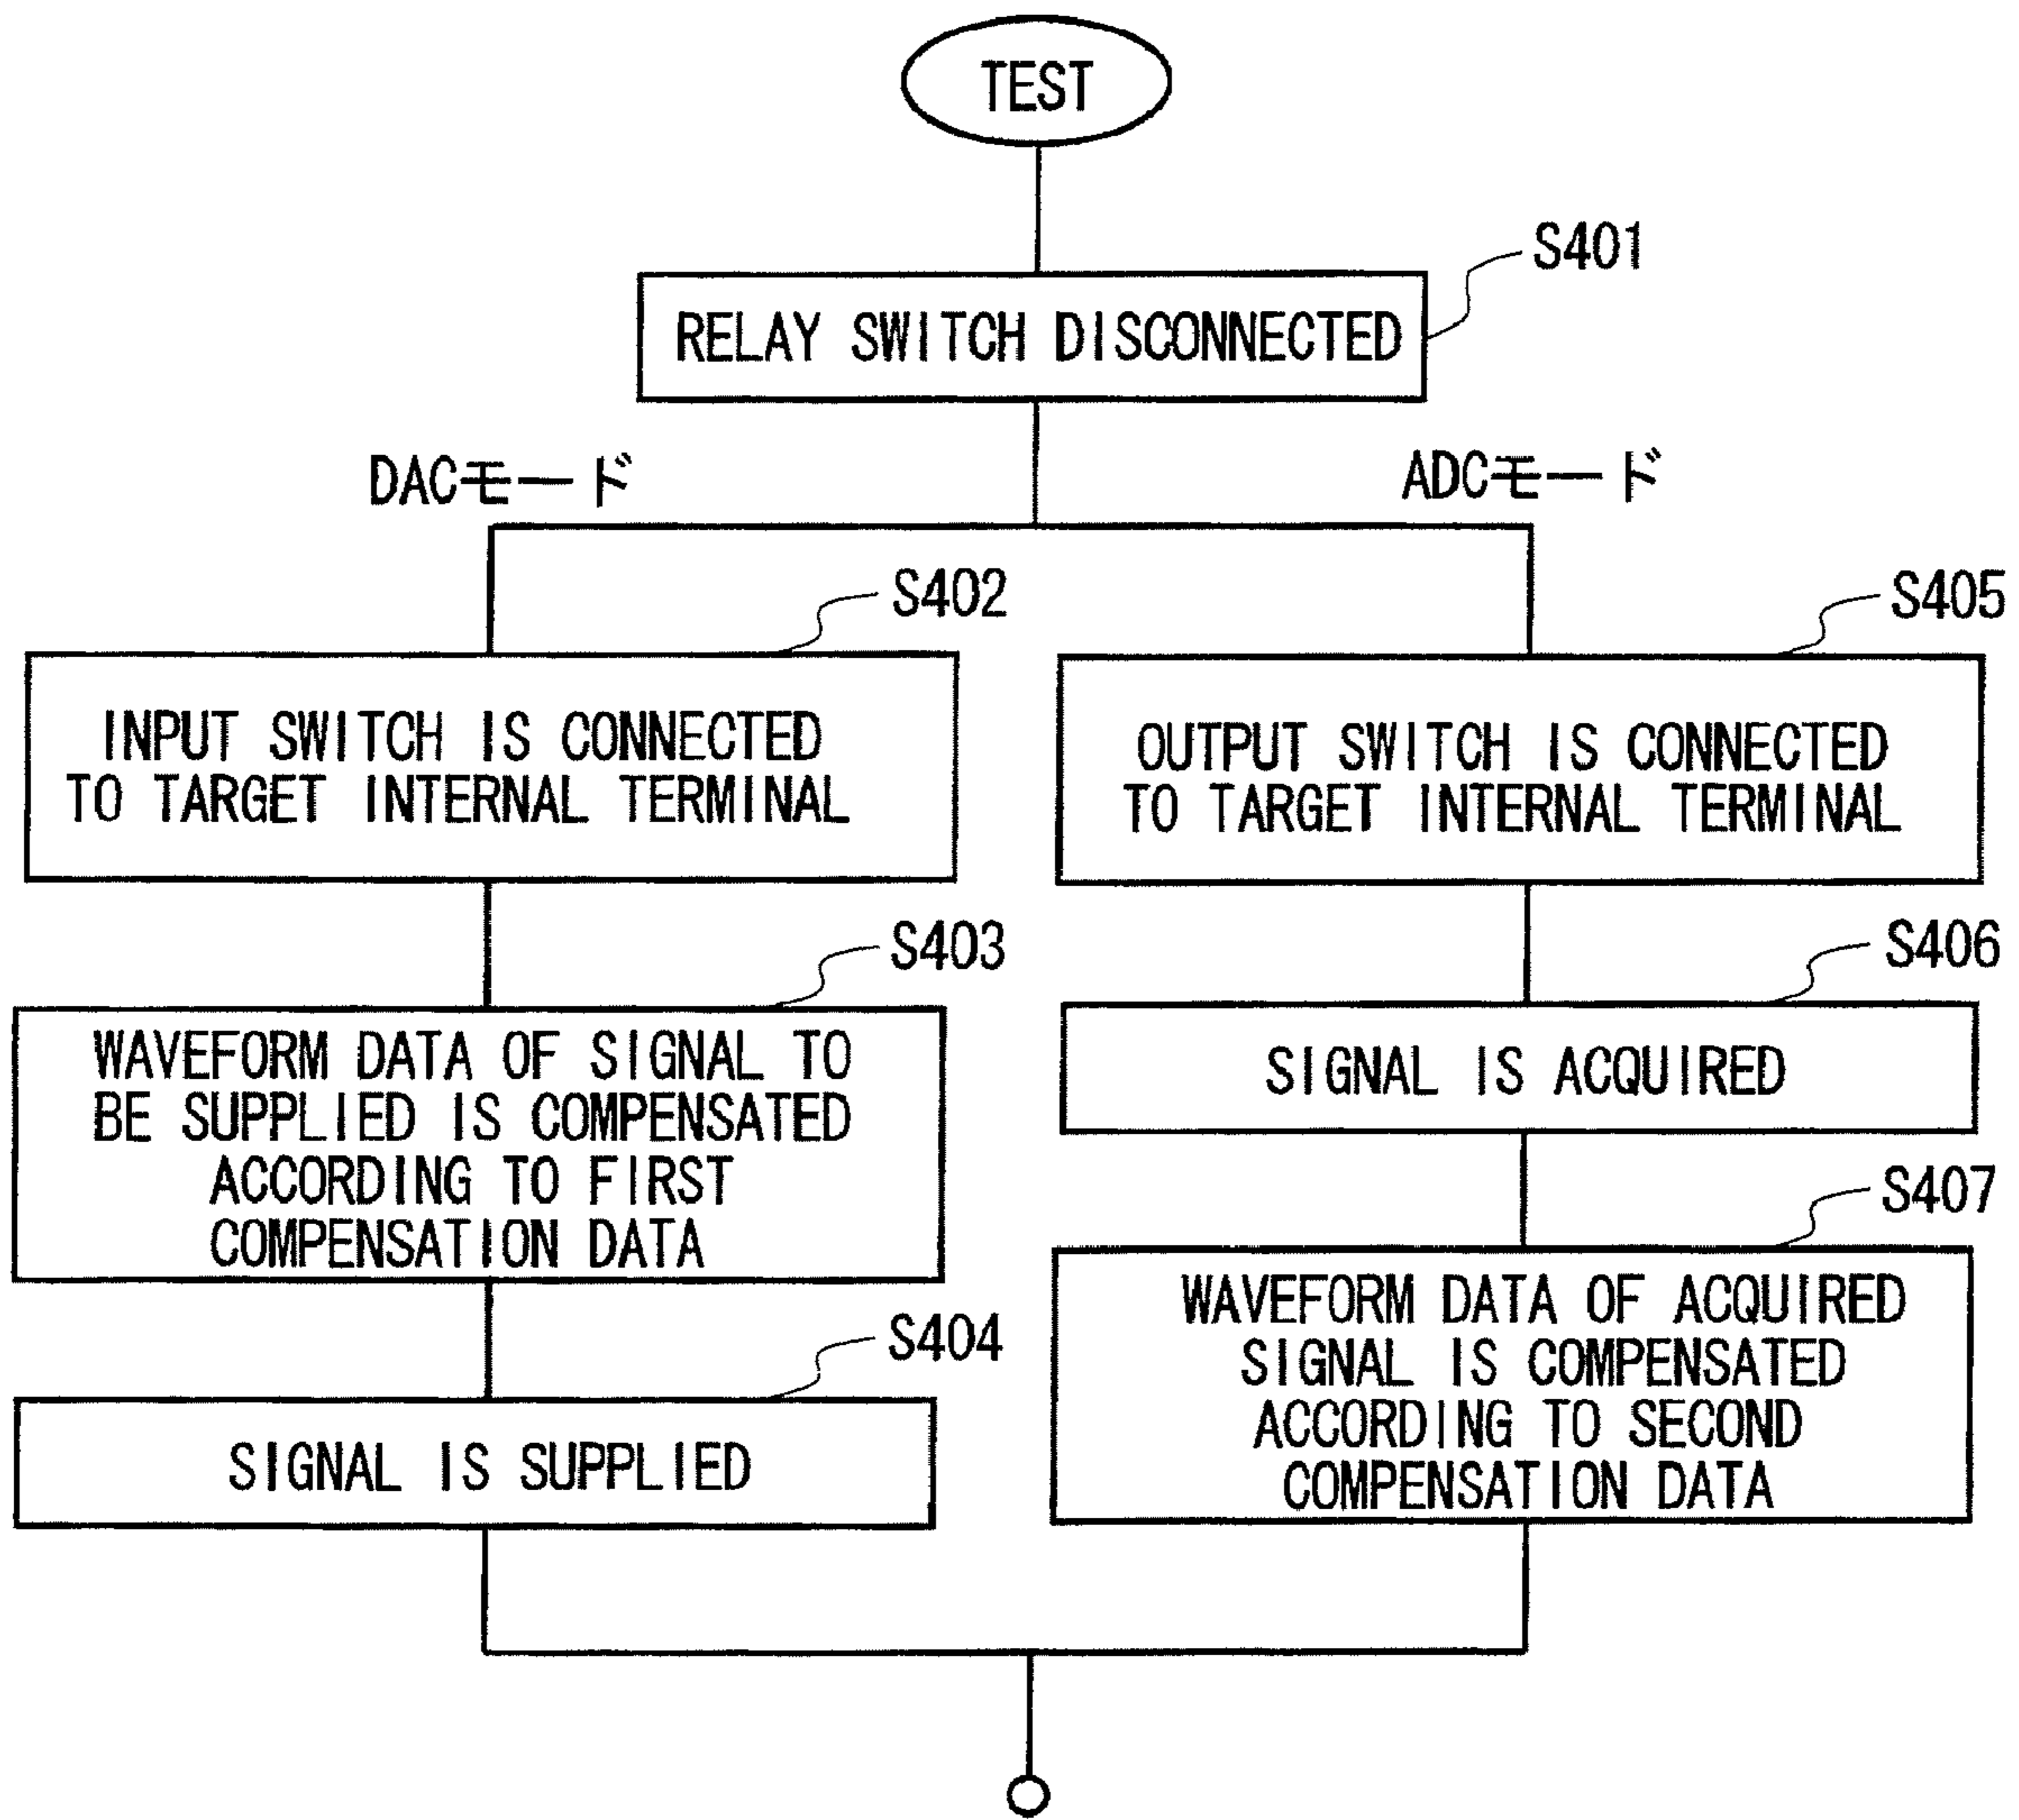 TEST
S401
RELAY SWITCH DISCONNECTED
DACモード
ADCモード
S402
INPUT SWITCH IS CONNECTED
TO TARGET INTERNAL TERMINAL
S403
WAVEFORM DATA OF SIGNAL TO
BE SUPPLIED IS COMPENSATED
ACCORDING TO FIRST
COMPENSATION DATA
S404
SIGNAL IS SUPPLIED
S405
OUTPUT SWITCH IS CONNECTED
TO TARGET INTERNAL TERMINAL
S406
SIGNAL IS ACQUIRED
S407
WAVEFORM DATA OF ACQUIRED
SIGNAL IS COMPENSATED
ACCORDING TO SECOND
COMPENSATION DATA